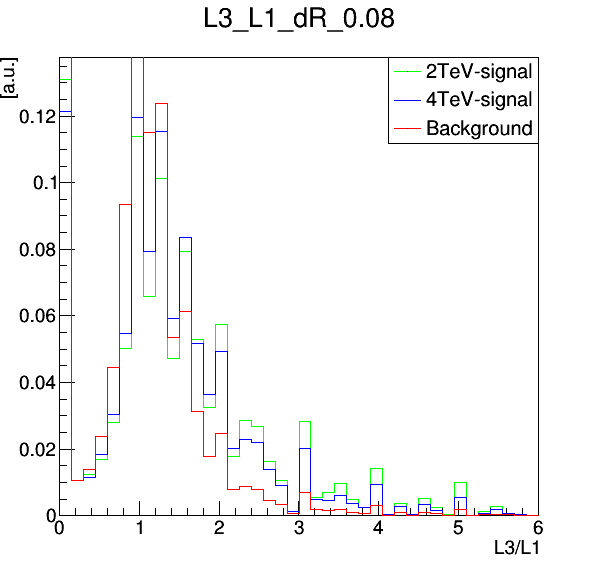 L3_L1_dR_0.08
[a.u.]
2TeV-signal
4TeV-signal
Background
0.12
0.1
0.08
0.06
0.04
0.02
0
0 1 2 3 4 5 6
L3/L1